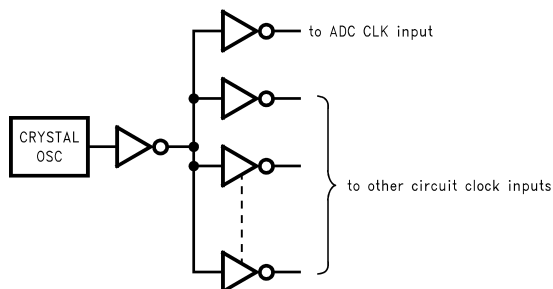 to ADC CLK input
CRYSTAL
OSC
to other circuit clock inputs